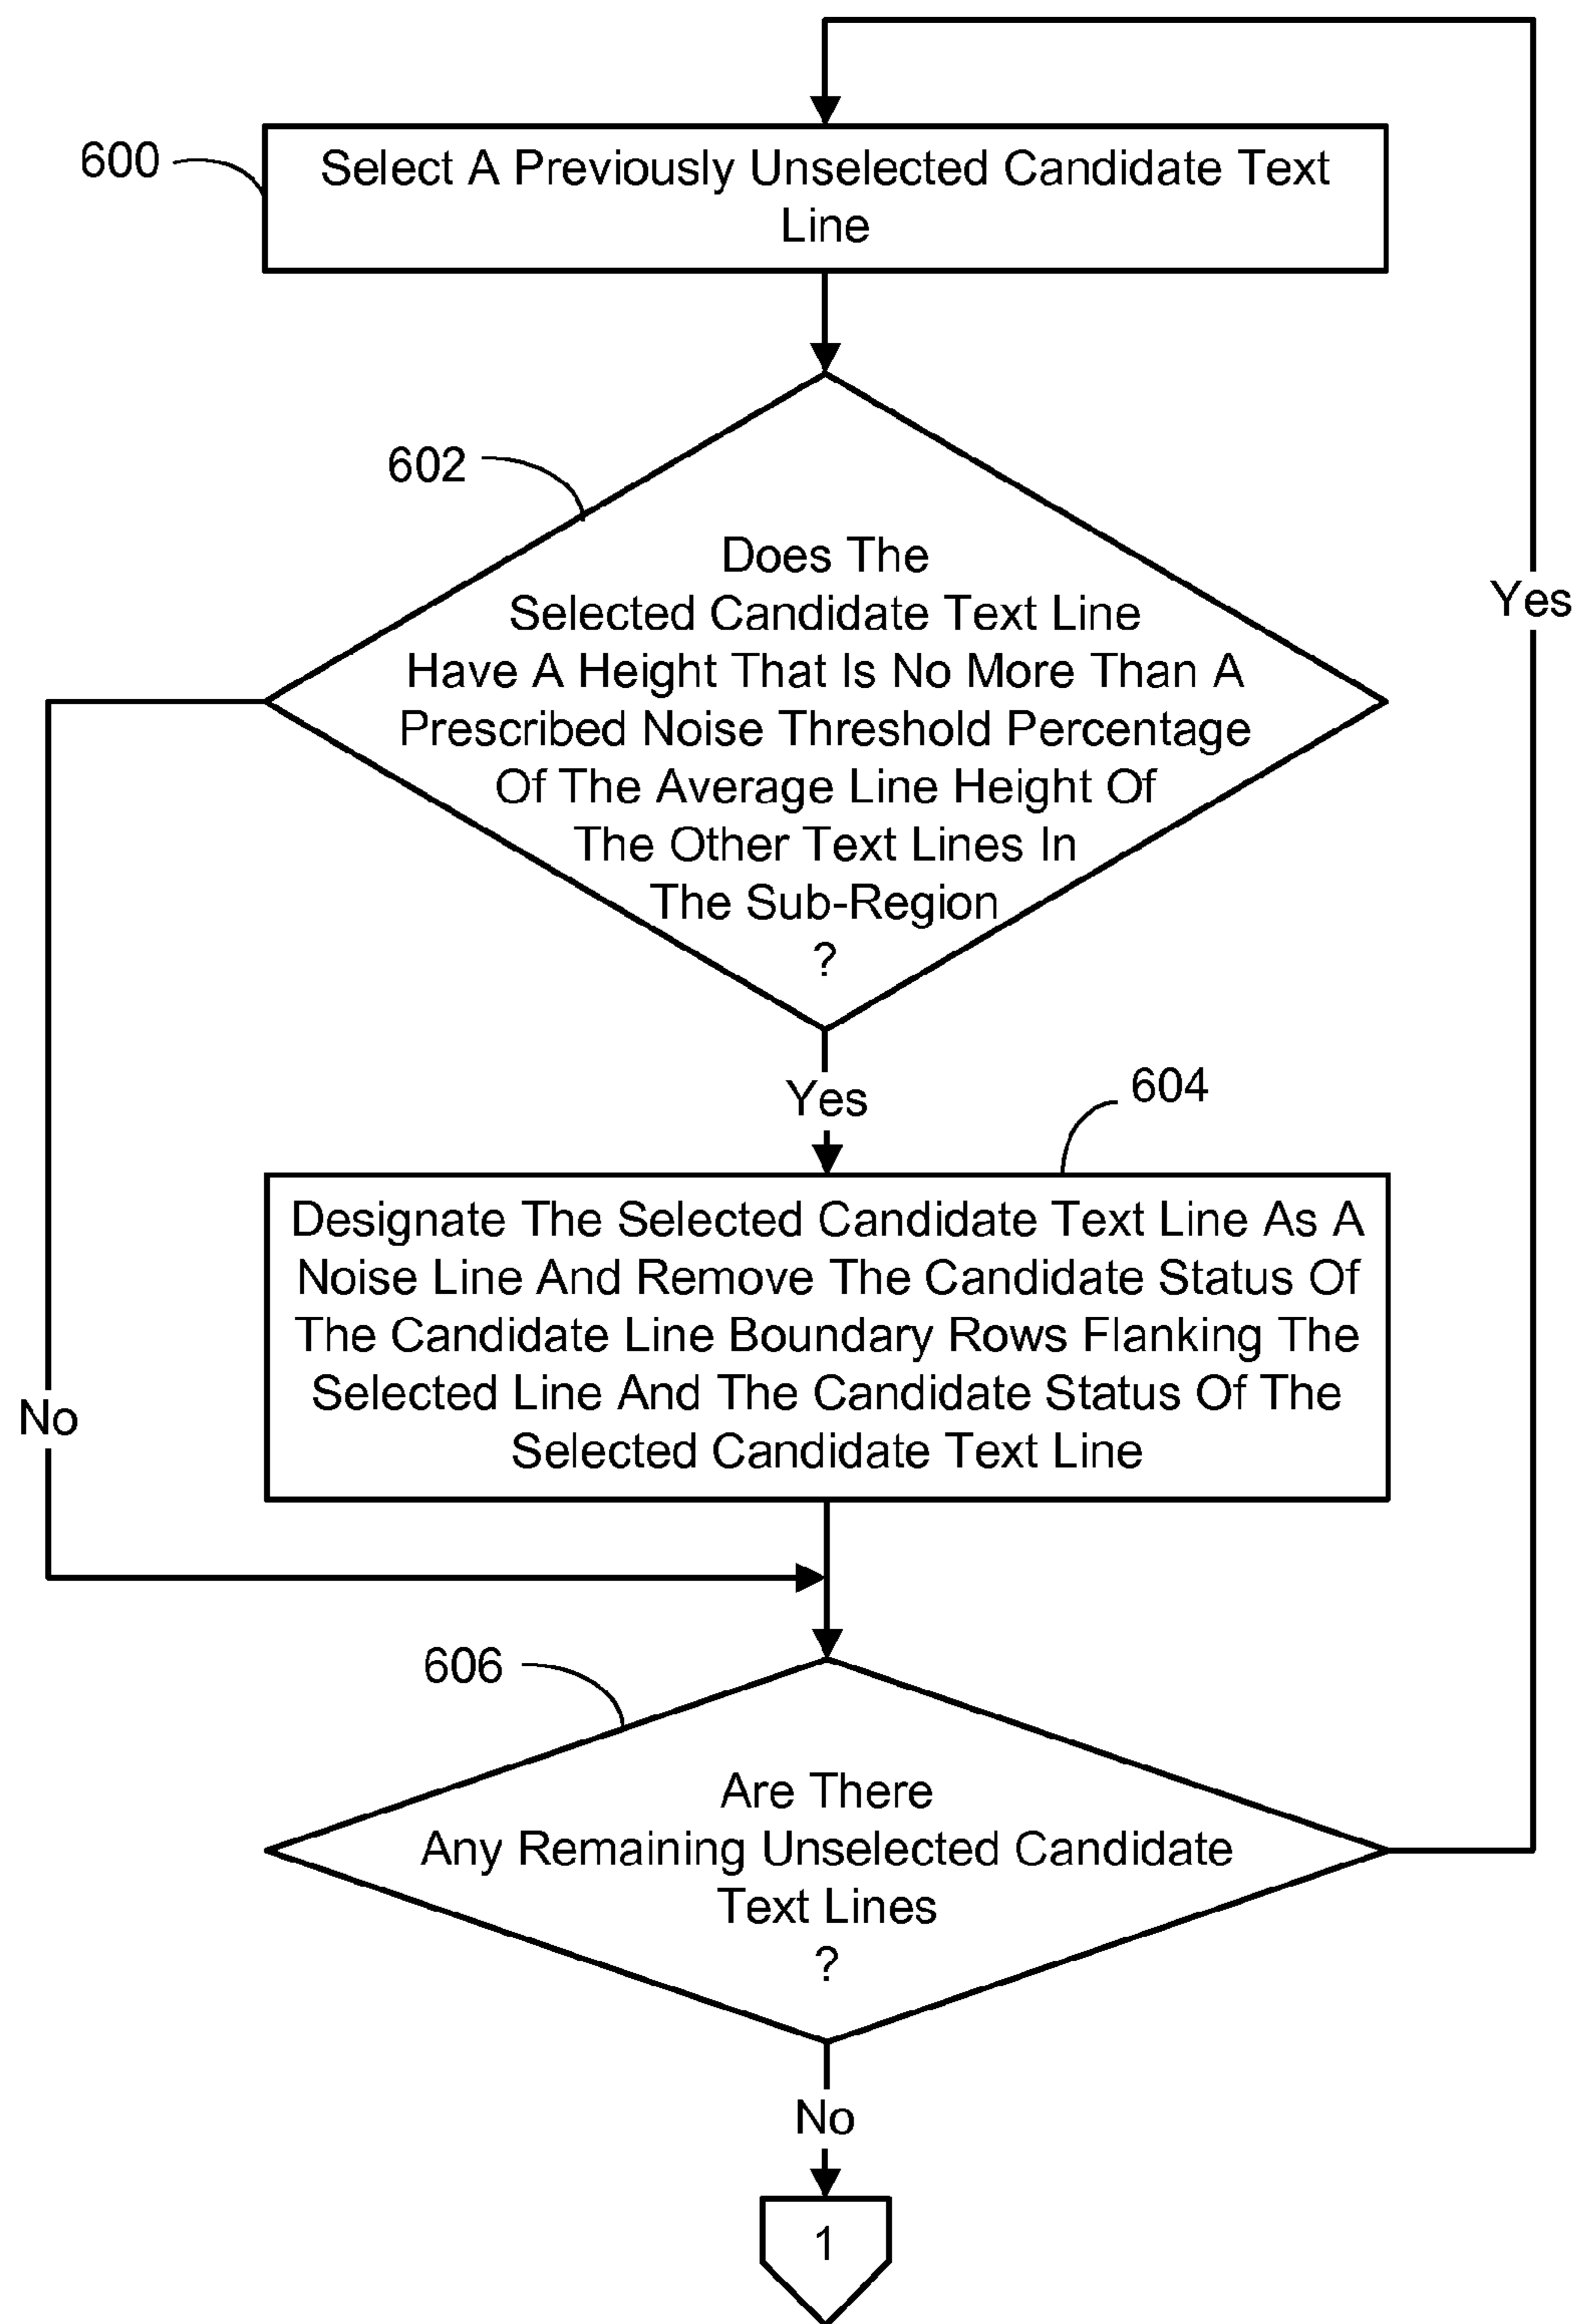 600
Select A Previously Unselected Candidate Text
Line
602
Does The
Selected Candidate Text Line
Have A Height That Is No More Than A
Prescribed Noise Threshold Percentage
Of The Average Line Height Of
The Other Text Lines In
The Sub-Region
?
Yes
Yes
604
Designate The Selected Candidate Text Line As A
Noise Line And Remove The Candidate Status Of
The Candidate Line Boundary Rows Flanking The
Selected Line And The Candidate Status Of The
Selected Candidate Text Line
No
606
Are There
Any Remaining Unselected Candidate
Text Lines
?
No
1